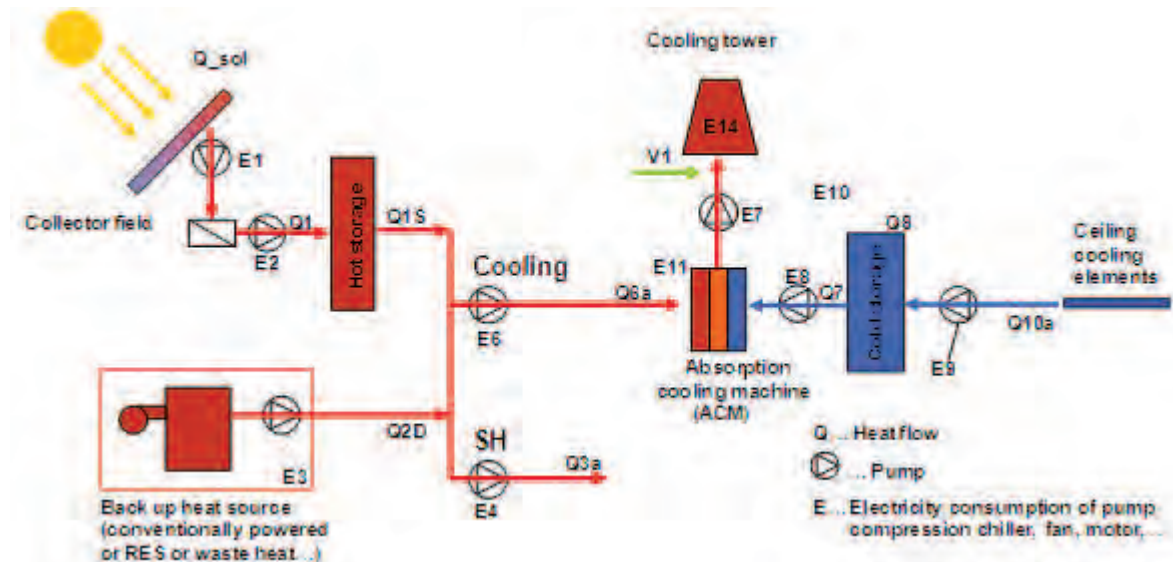 Cooling tower
Q_sol
E14
V1
E1
E10
E7
Collector field
Q1
Q1S
E2
Hot storage
Cooling
E11
Q6a
E6
E8
Q7
Q8
Cold storage
Ceiling
cooling
elements
Q10a
E9
Absorption
cooling machine
(ACM)
Q2D
SH
Q3a
E3
E4
Q... Heat flow
... Pump
E... Electricity consumption of pump
compression chiller, fan, motor,...
Back up heat source
(conventionally powered
or RES or waste heat...)